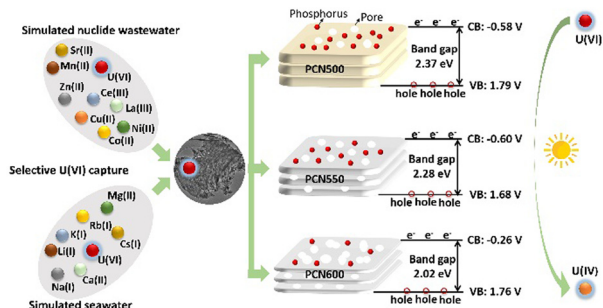 Simulated nuclide wastewater
Sr(II)
Mn(II)
U(VI)
Zn(II)
Ce(III)
La(III)
Cu(II)
Ni(II)
Co(II)
Selective U(VI) capture
Mg(II)
Rb(I)
K(I)
Cs(I)
Li(I)
U(VI)
Na(I)
Ca(II)
Simulated seawater
Phosphorus
Pore
PCN500
e⁻ e⁻ e⁻
CB: -0.58 V
Band gap
2.37 eV
VB: 1.79 V
hole hole hole
PCN550
e⁻ e⁻ e⁻
CB: -0.60 V
Band gap
2.28 eV
VB: 1.68 V
hole hole hole
PCN600
e⁻ e⁻ e⁻
CB: -0.26 V
Band gap
2.02 eV
VB: 1.76 V
hole hole hole
U(VI)
U(IV)